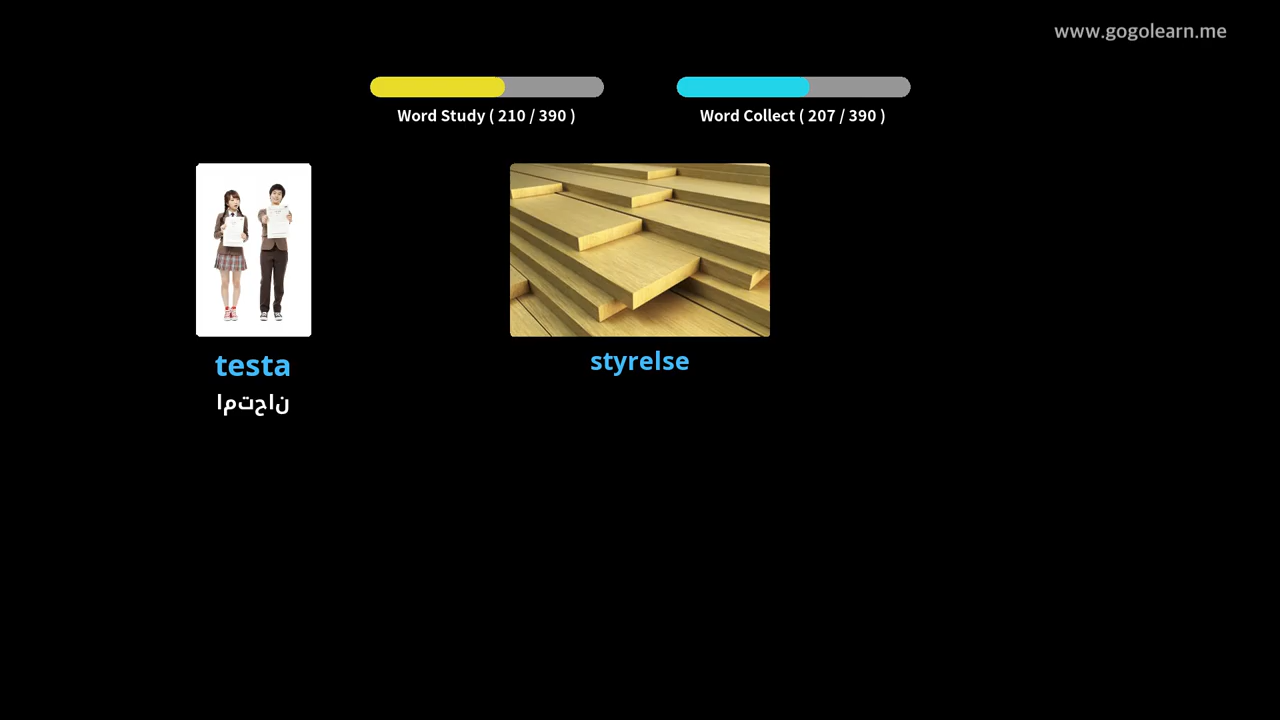 www.gogolearn.me
Word Study ( 210 / 390 )
Word Collect ( 207 / 390 )
testa
امتحان
styrelse